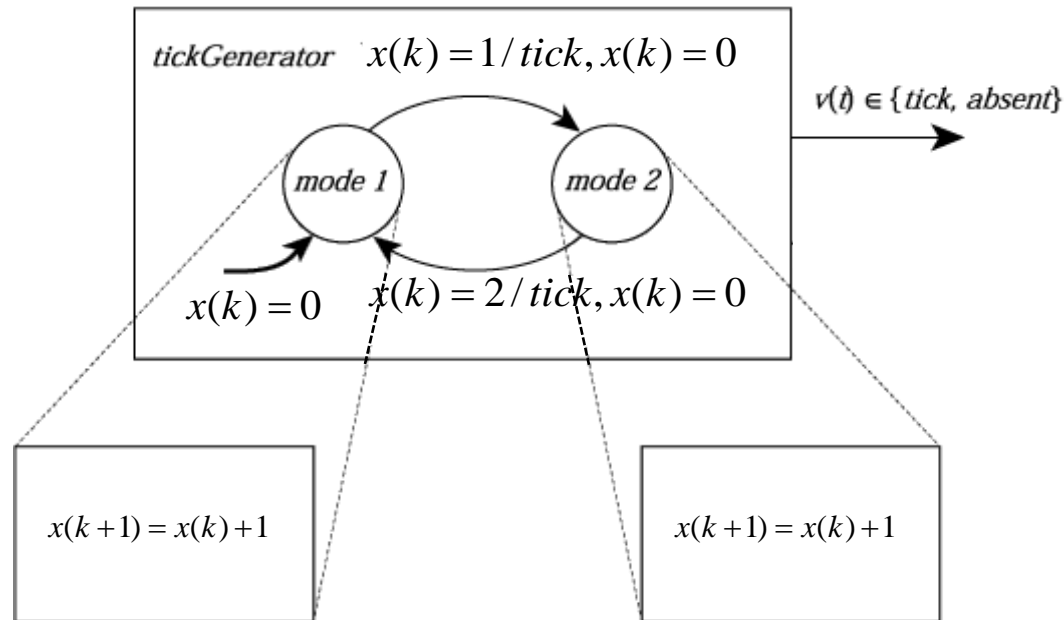 tickGenerator x(k) = 1 / tick, x(k) = 0
v(t) ∈ {tick, absent}
mode 1
mode 2
x(k) = 0
x(k) = 2 / tick, x(k) = 0
x(k + 1) = x(k) + 1
x(k + 1) = x(k) + 1